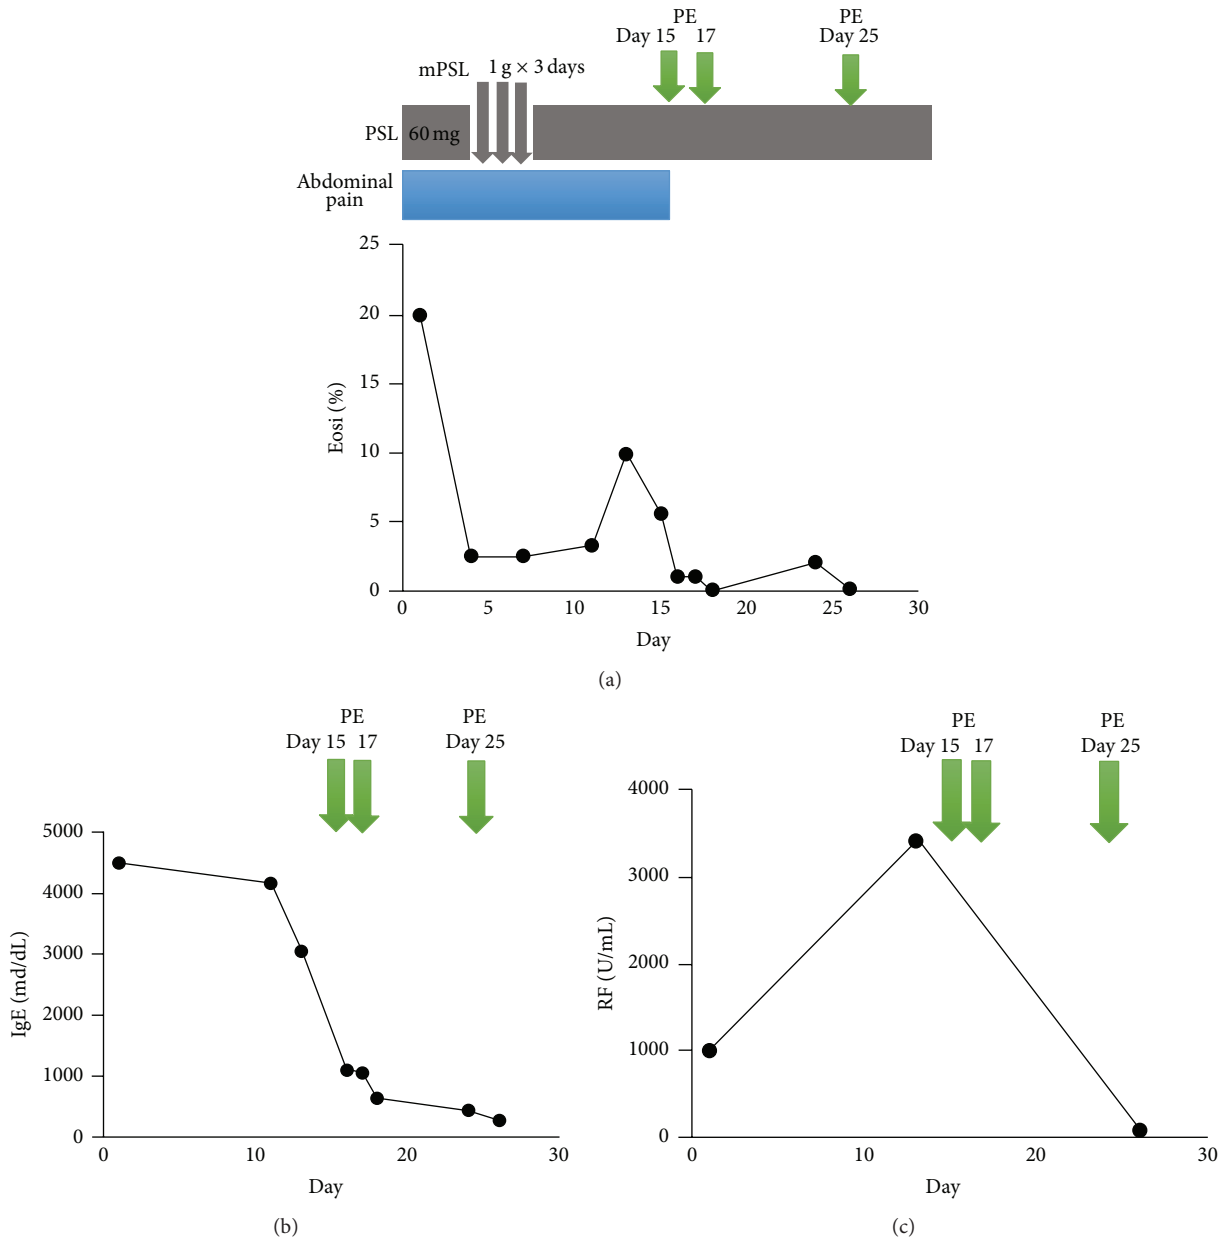 PE
PE
Day 15 17
Day 25
mPSL 1 g × 3 days
PSL 60 mg
Abdominal
pain
25
20
15
10
5
0
Eosi (%)
0 5 10 15 20 25 30
Day
(a)
PE
PE
Day 15 17
Day 25
5000
4000
3000
2000
1000
0
IgE (md/dL)
0 10 20 30
Day
(b)
PE
PE
Day 15 17
Day 25
4000
3000
2000
1000
0
RF (U/mL)
0 10 20 30
Day
(c)